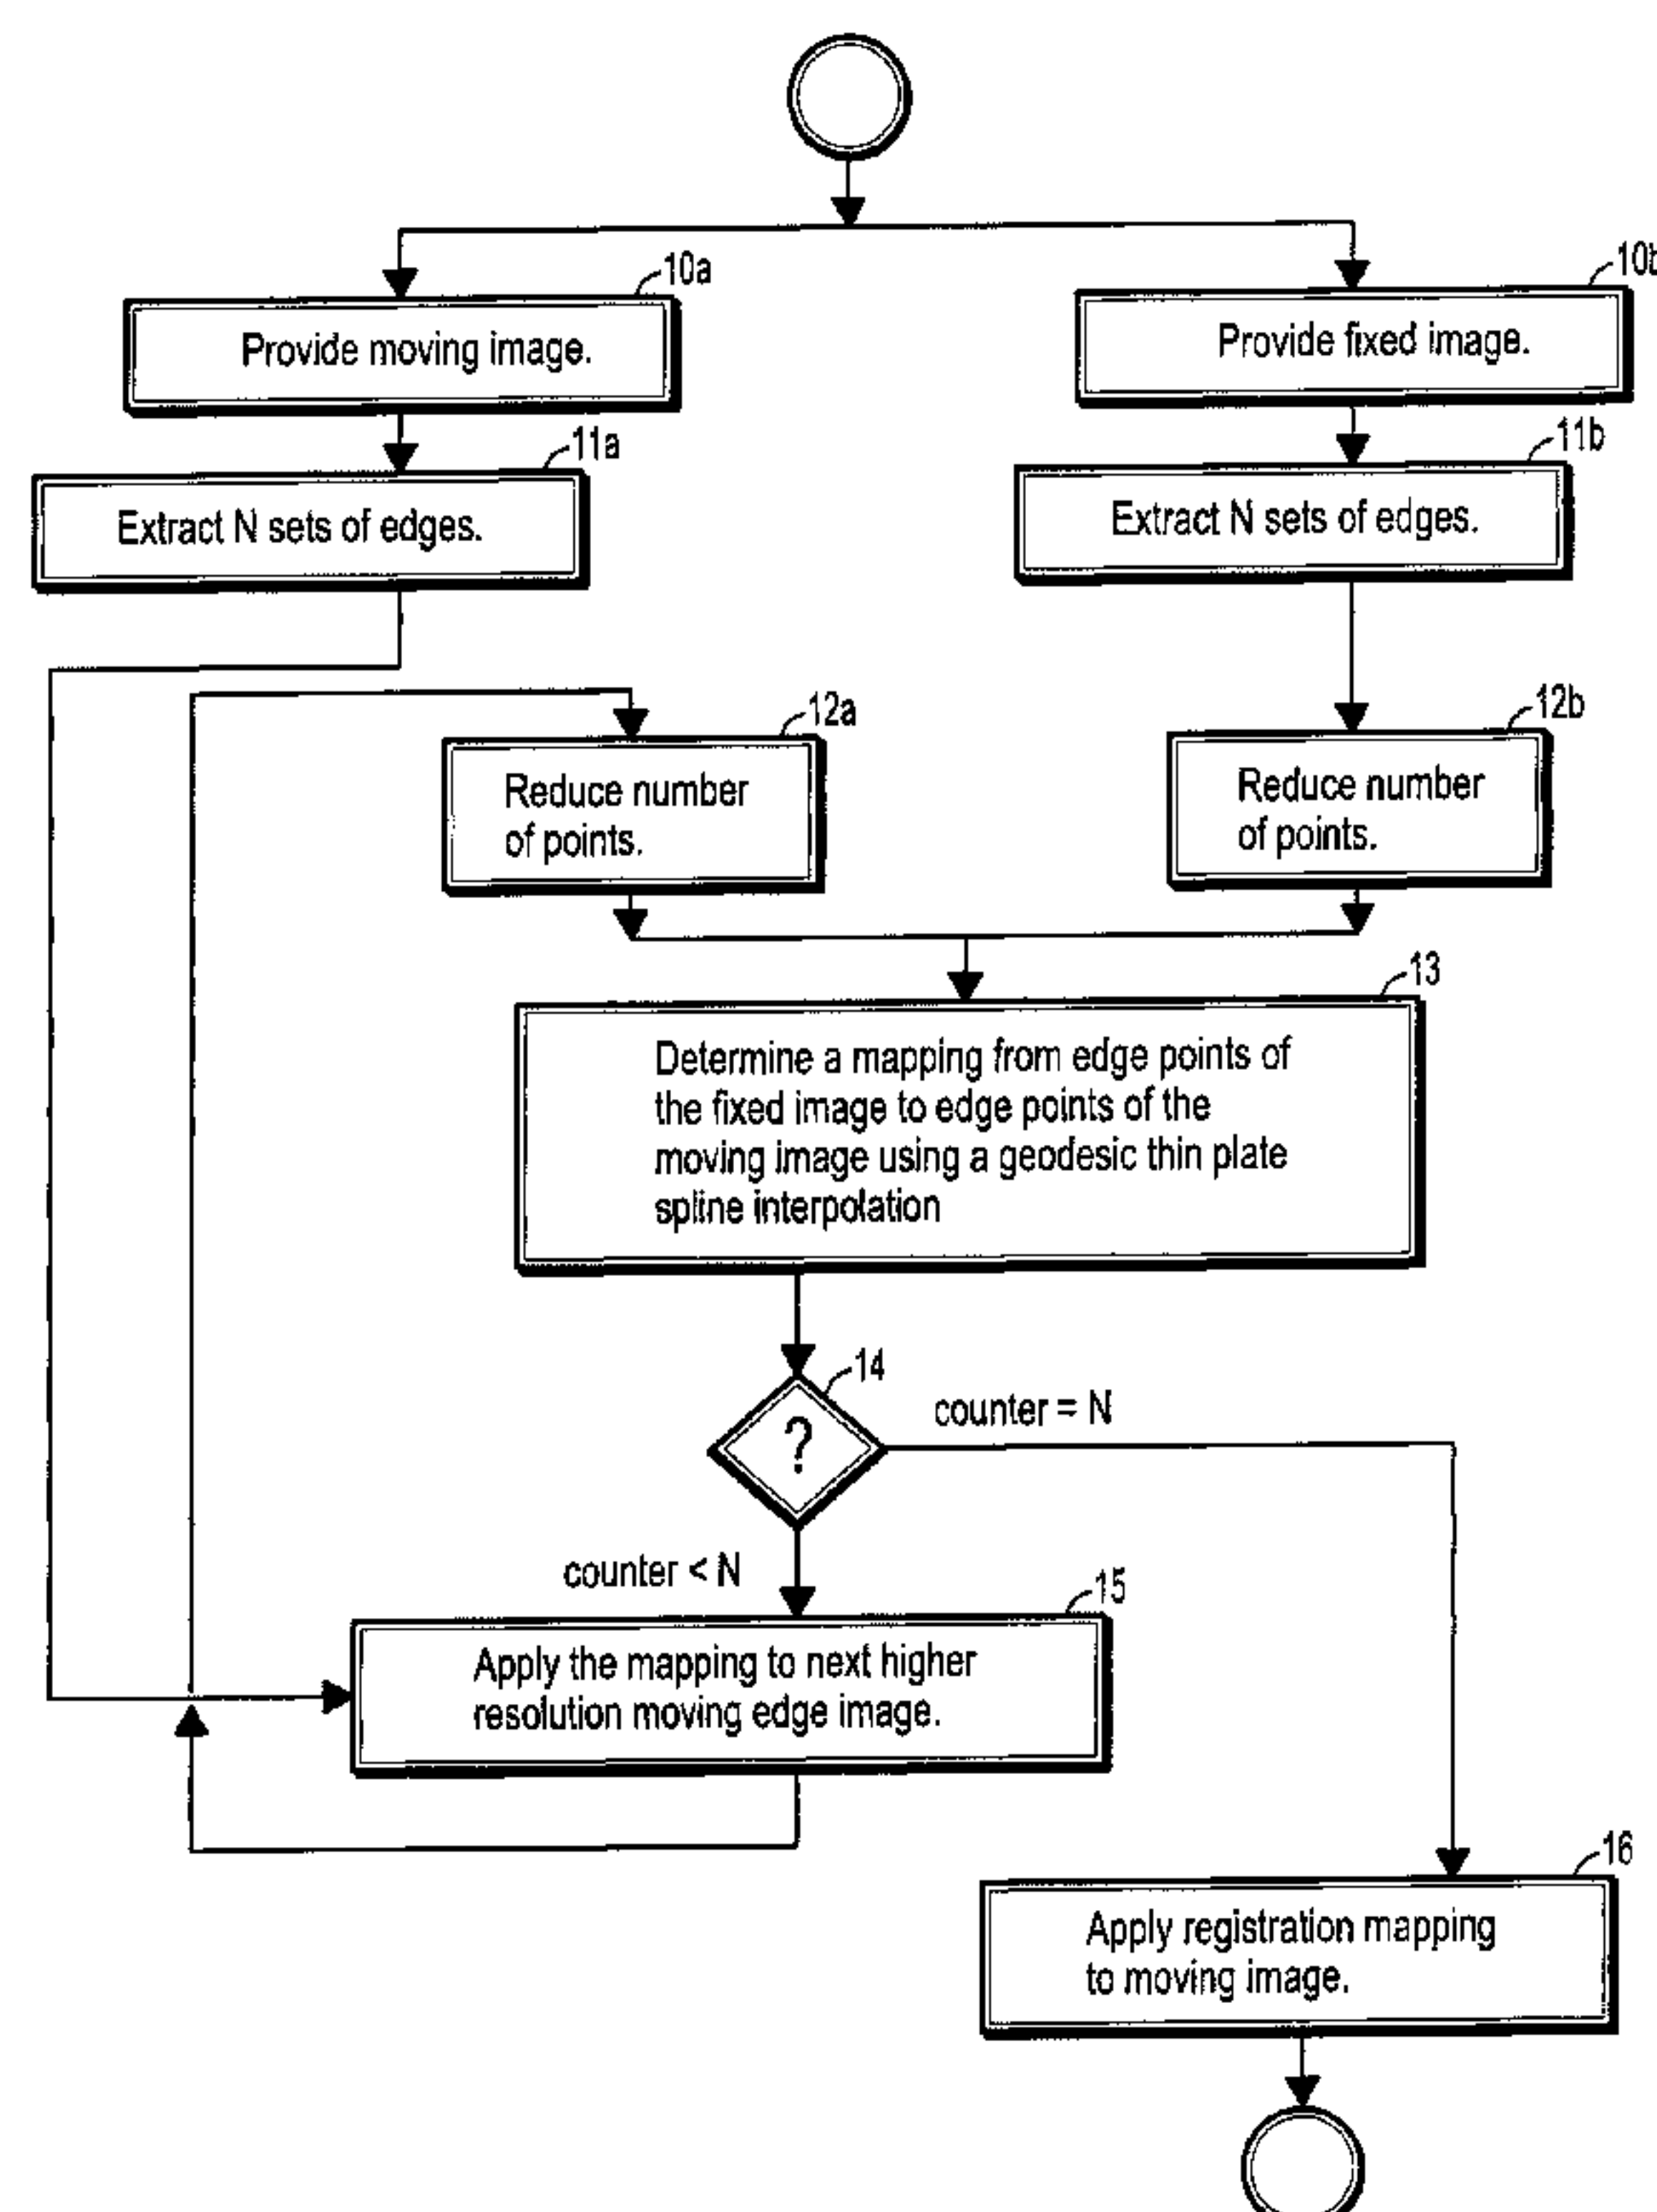 10a
Provide moving image.
10b
Provide fixed image.
11a
Extract N sets of edges.
11b
Extract N sets of edges.
12a
Reduce number
of points.
12b
Reduce number
of points.
13
Determine a mapping from edge points of
the fixed image to edge points of the
moving image using a geodesic thin plate
spline interpolation
14
?
counter = N
counter < N
15
Apply the mapping to next higher
resolution moving edge image.
16
Apply registration mapping
to moving image.